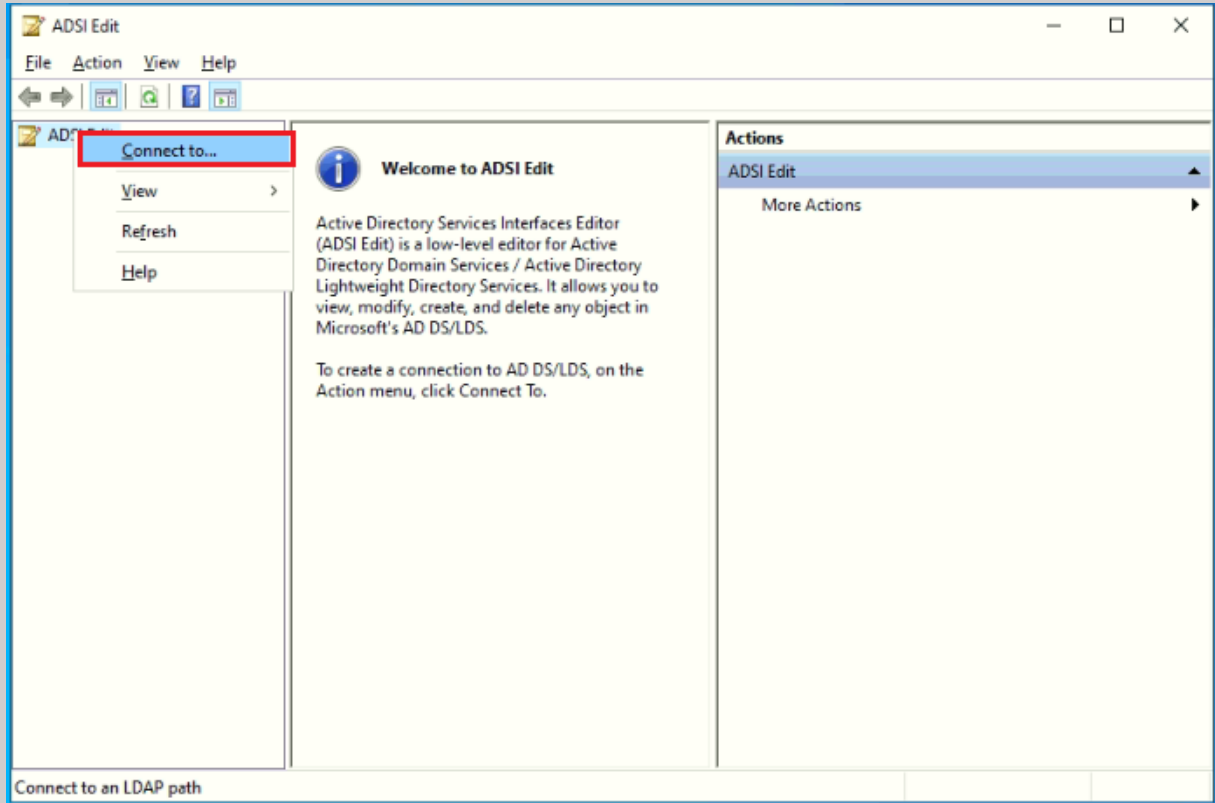 ADSI Edit
File Action View Help
ADSI Edit
Connect to...
View
Refresh
Help
Welcome to ADSI Edit
Active Directory Services Interfaces Editor
(ADSI Edit) is a low-level editor for Active
Directory Domain Services / Active Directory
Lightweight Directory Services. It allows you to
view, modify, create, and delete any object in
Microsoft's AD DS/LDS.
To create a connection to AD DS/LDS, on the
Action menu, click Connect To.
Actions
ADSI Edit
More Actions
Connect to an LDAP path